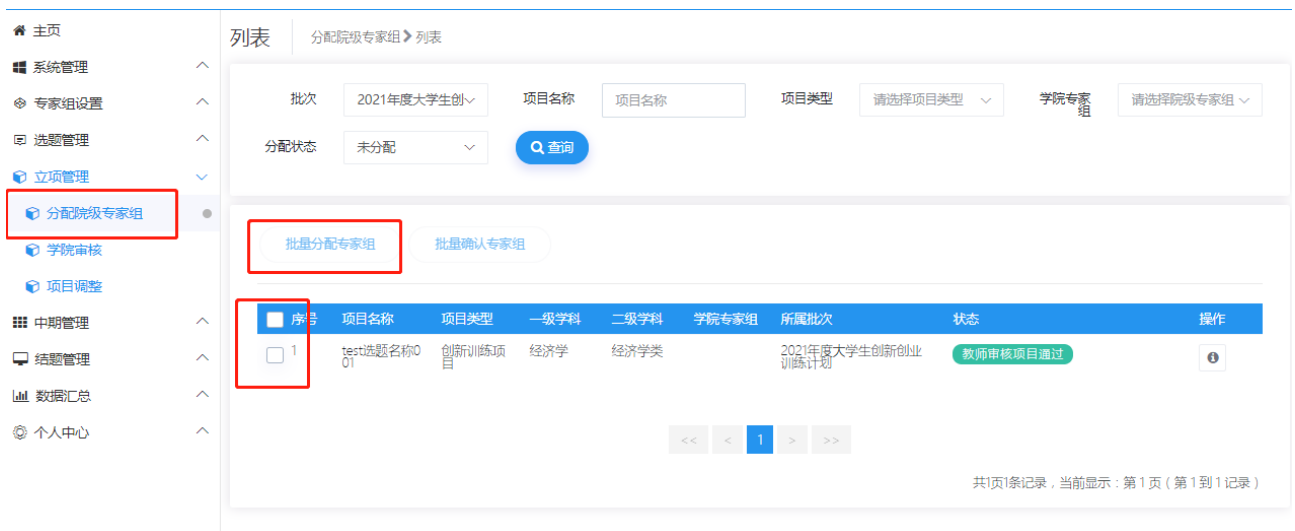 主页
系统管理
专家组设置
选题管理
立项管理
分配院级专家组
学院审核
项目调整
中期管理
结题管理
数据汇总
个人中心
列表 分配院级专家组 列表
批次 2021年度大学生创 项目名称 项目名称 项目类型 请选择项目类型 学院专家
组 请选择院级专家组
分配状态 未分配 查询
批量分配专家组 批量确认专家组
序号 项目名称 项目类型 一级学科 二级学科 学院专家组 所属批次 状态 操作
1 test选题名称0 创新训练项 经济学 经济学类 2021年度大学生创新创业 教师审核项目通过
01 目 训练计划
<< < 1 > >>
共1页1条记录，当前显示：第1页（第1到1记录）